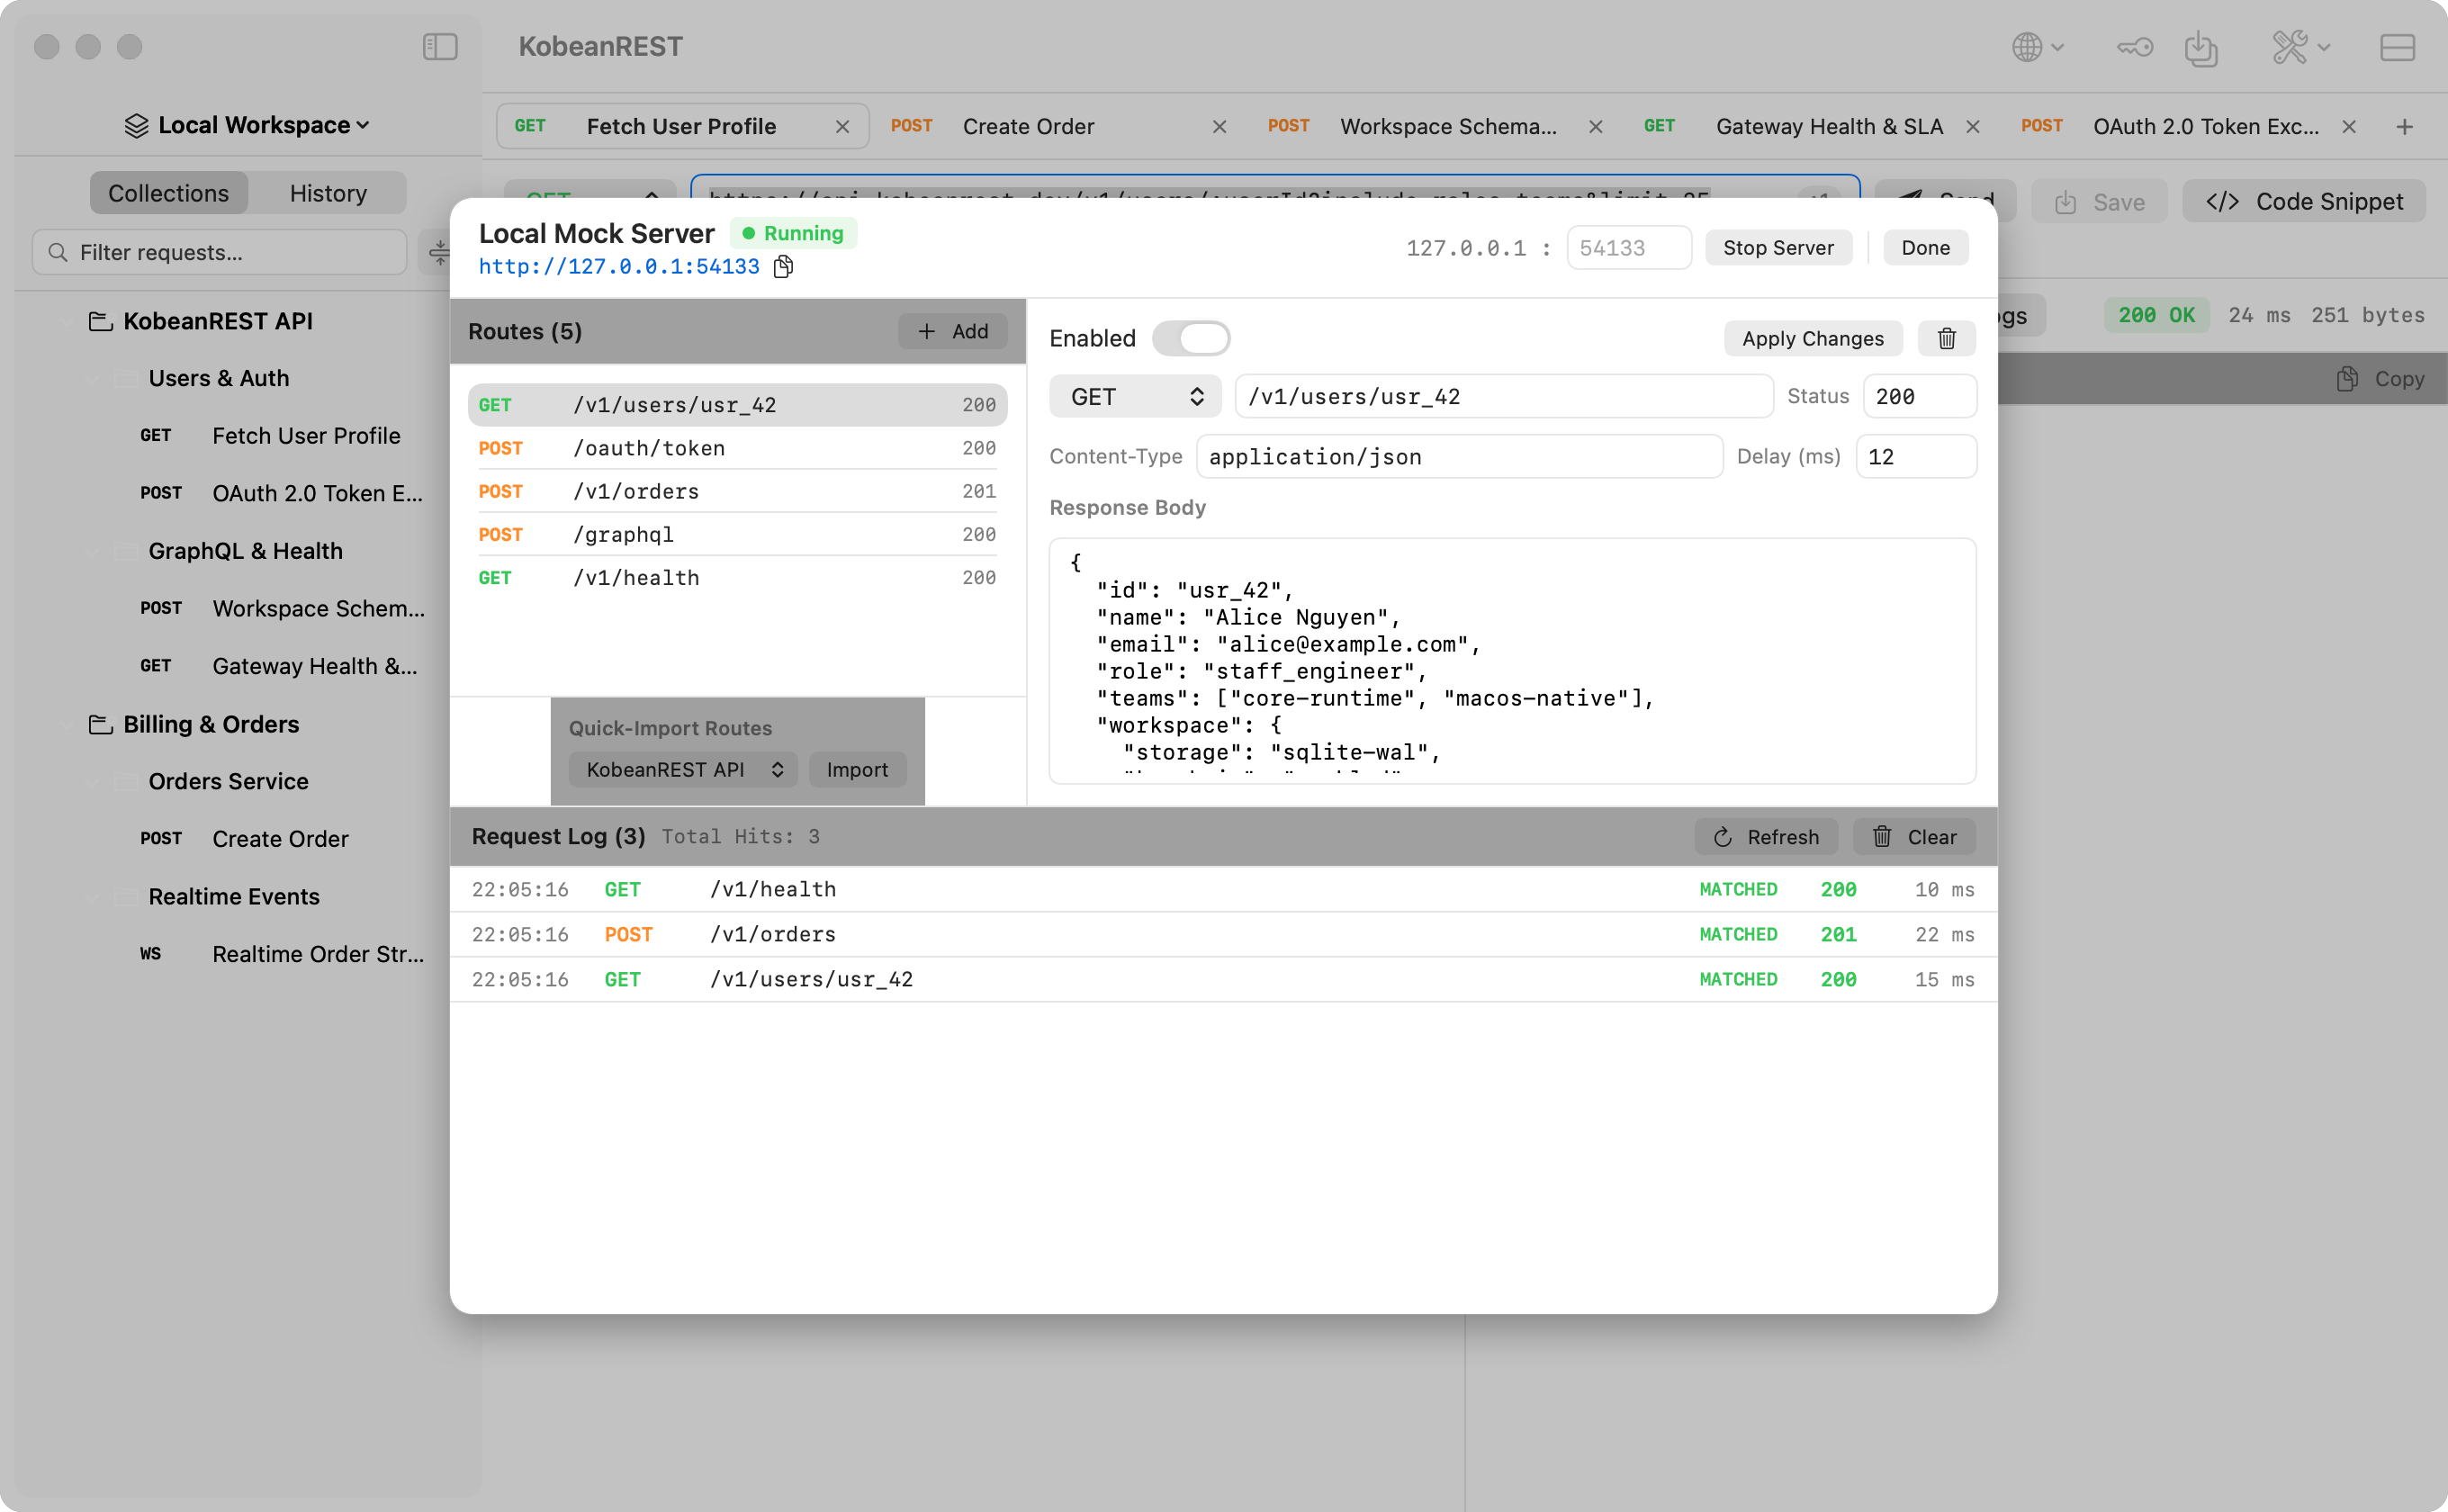 KobeanREST
Local Workspace
GET Fetch User Profile
POST Create Order
POST Workspace Schema...
GET Gateway Health & SLA
POST OAuth 2.0 Token Exc...
Collections History
Save
Code Snippet
Filter requests...
200 OK 24 ms 251 bytes
Copy
KobeanREST API
Users & Auth
GET Fetch User Profile
POST OAuth 2.0 Token E...
GraphQL & Health
POST Workspace Schem...
GET Gateway Health &...
Billing & Orders
Orders Service
POST Create Order
Realtime Events
WS Realtime Order Str...
Local Mock Server Running
http://127.0.0.1:54133
127.0.0.1 : 54133 Stop Server Done
Routes (5) + Add
GET /v1/users/usr_42 200
POST /oauth/token 200
POST /v1/orders 201
POST /graphql 200
GET /v1/health 200
Quick-Import Routes
KobeanREST API Import
Enabled Apply Changes
GET /v1/users/usr_42 Status 200
Content-Type application/json Delay (ms) 12
Response Body
{
"id": "usr_42",
"name": "Alice Nguyen",
"email": "alice@example.com",
"role": "staff_engineer",
"teams": ["core-runtime", "macos-native"],
"workspace": {
"storage": "sqlite-wal",
Request Log (3) Total Hits: 3 Refresh Clear
22:05:16 GET /v1/health MATCHED 200 10 ms
22:05:16 POST /v1/orders MATCHED 201 22 ms
22:05:16 GET /v1/users/usr_42 MATCHED 200 15 ms